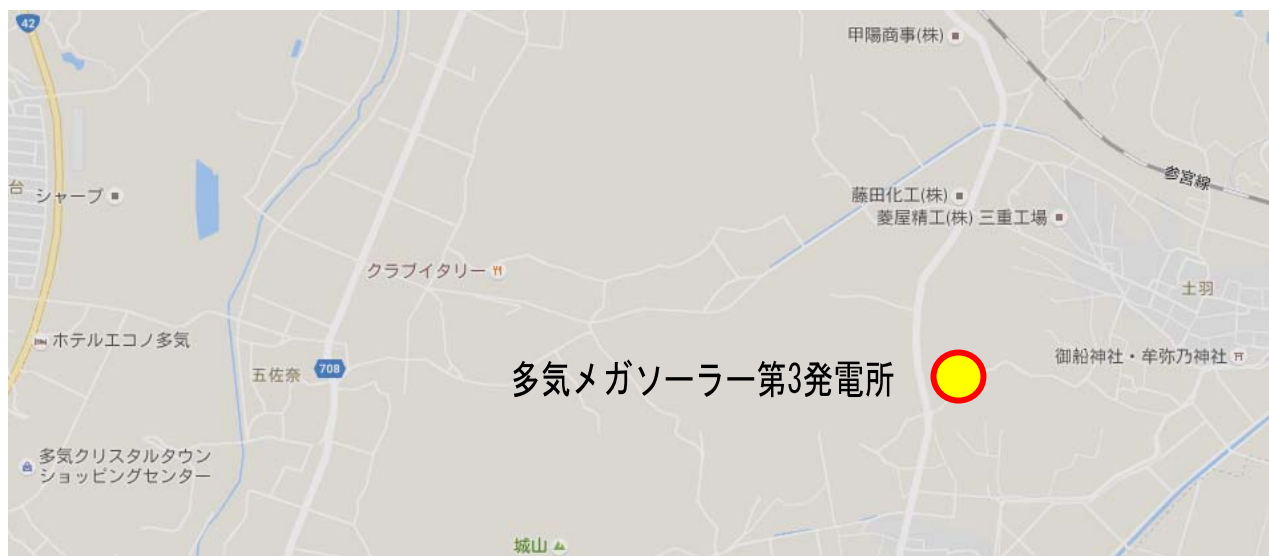 42
甲陽商事(株)
参宮線
台
シャープ
藤田化工(株)
菱屋精工(株) 三重工場
クラブイタリー
土羽
ホテルエコノ多気
御船神社・牟弥乃神社
五佐奈
708
多気メガソーラー第3発電所
多気クリスタルタウン
ショッピングセンター
城山